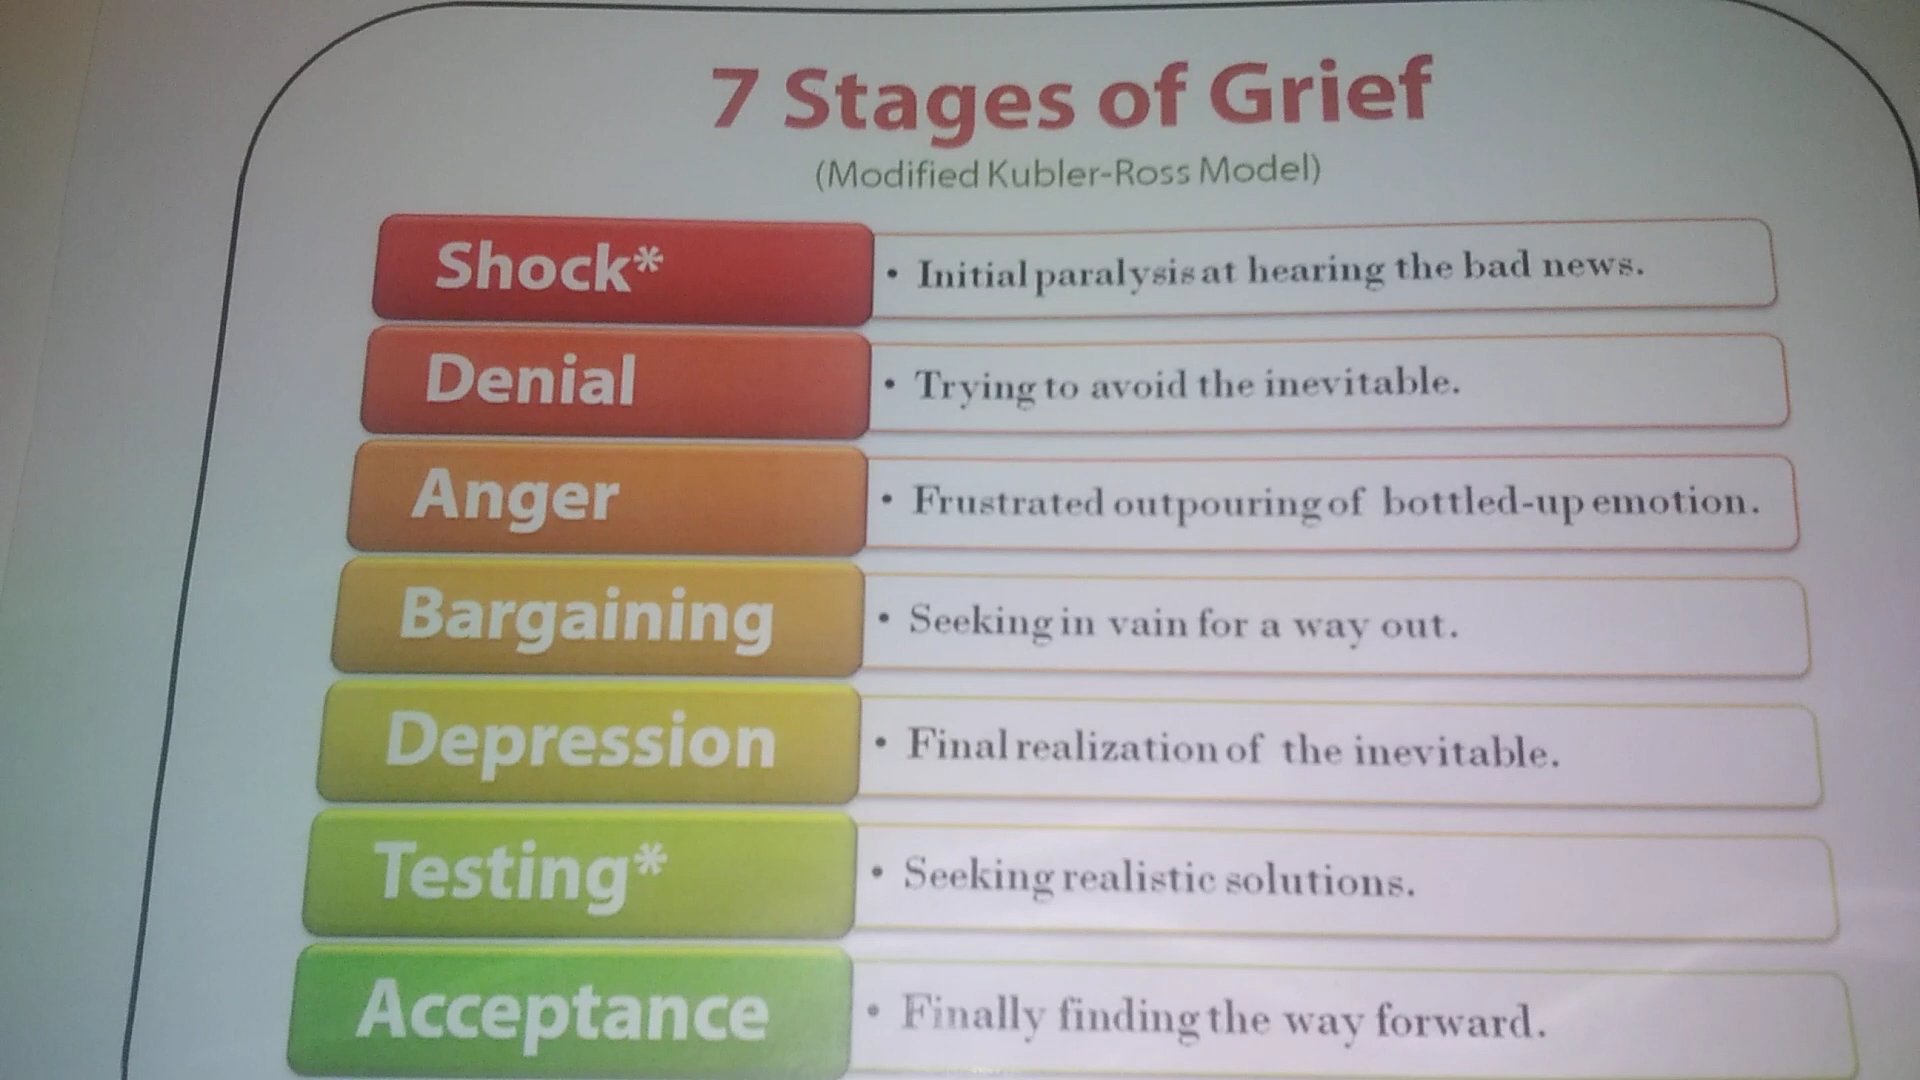 7 Stages of Grief
(Modified Kubler-Ross Model)
Shock*
• Initial paralysis at hearing the bad news.
Denial
• Trying to avoid the inevitable.
Anger
• Frustrated outpouring of bottled-up emotion.
Bargaining
• Seeking in vain for a way out.
Depression
• Final realization of the inevitable.
Testing*
• Seeking realistic solutions.
Acceptance
• Finally finding the way forward.